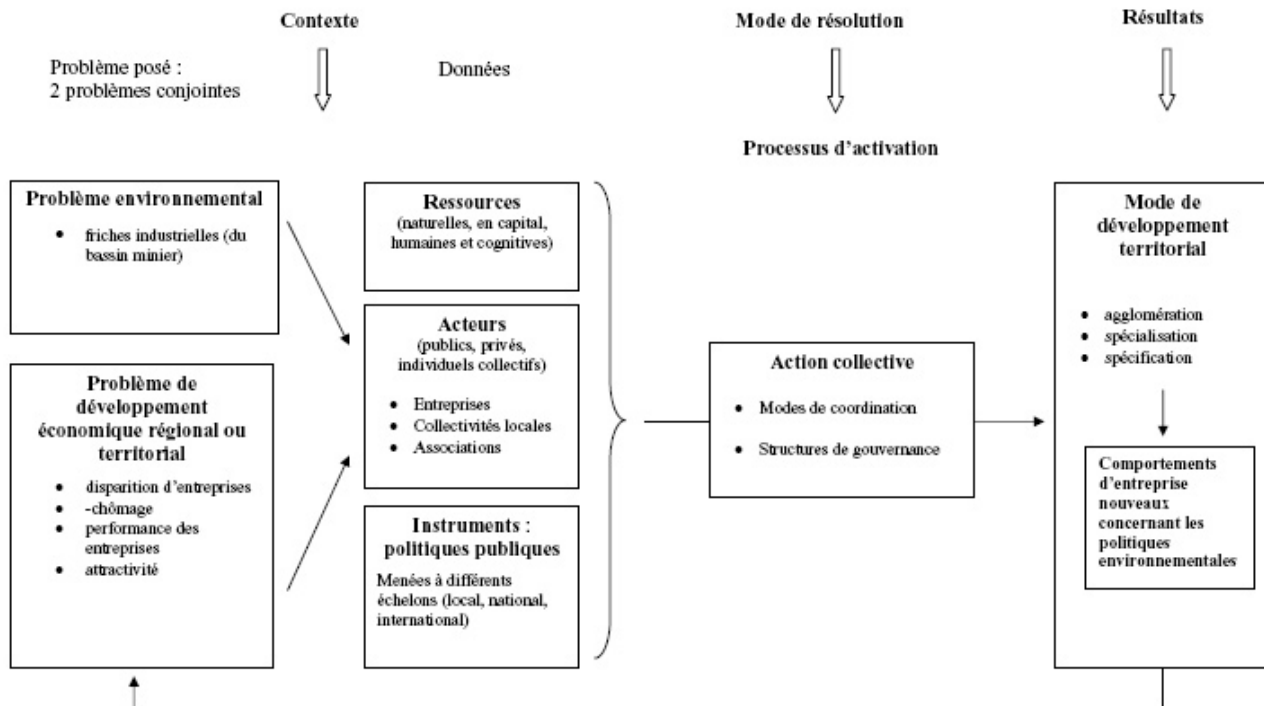 Contexte
Mode de résolution
Résultats
Problème posé :
2 problèmes conjointes
Données
Processus d'activation
Problème environnemental
• friches industrielles (du
bassin minier)
Problème de
développement
économique régional ou
territorial
• disparition d'entreprises
• -chômage
• performance des
entreprises
• attractivité
Ressources
(naturelles, en capital,
humaines et cognitives)
Acteurs
(publics, privés,
individuels collectifs)
• Entreprises
• Collectivités locales
• Associations
Instruments :
politiques publiques
Menées à différents
échelons (local, national,
international)
Action collective
• Modes de coordination
• Structures de gouvernance
Mode de
développement
territorial
• agglomération
• spécialisation
• spécification
Comportements
d'entreprise
nouveaux
concernant les
politiques
environnementales